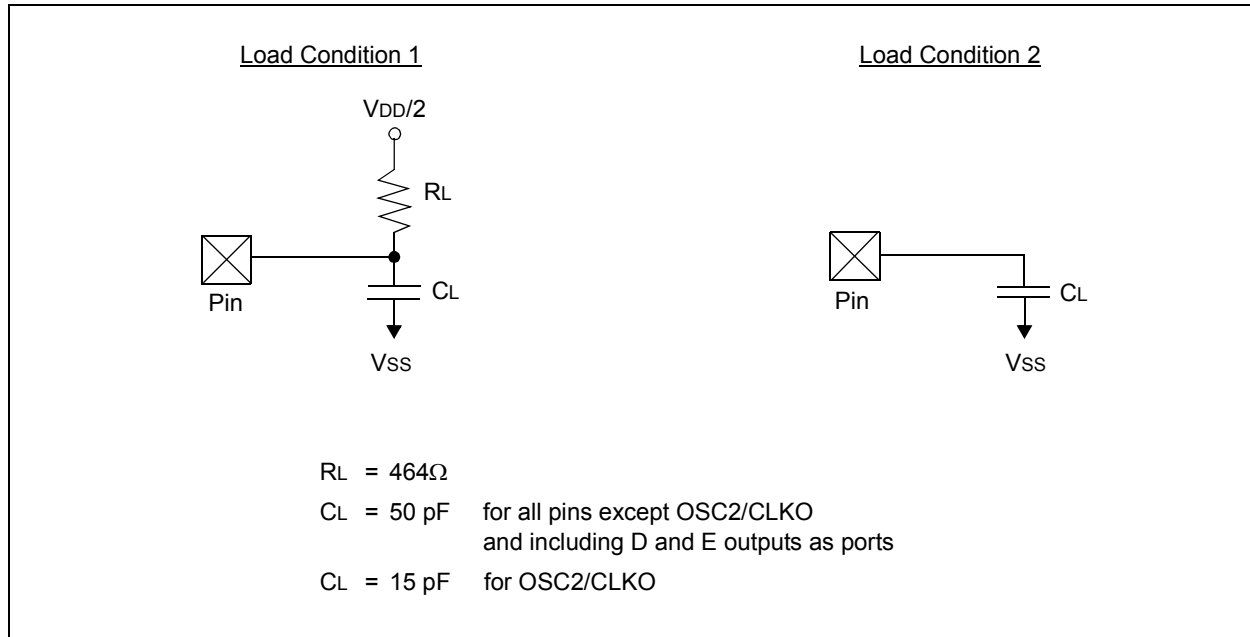 Load Condition 1
VDD/2
RL
Pin
CL
VSS
Load Condition 2
Pin
CL
VSS
RL = 464Ω
CL = 50 pF for all pins except OSC2/CLKO
and including D and E outputs as ports
CL = 15 pF for OSC2/CLKO